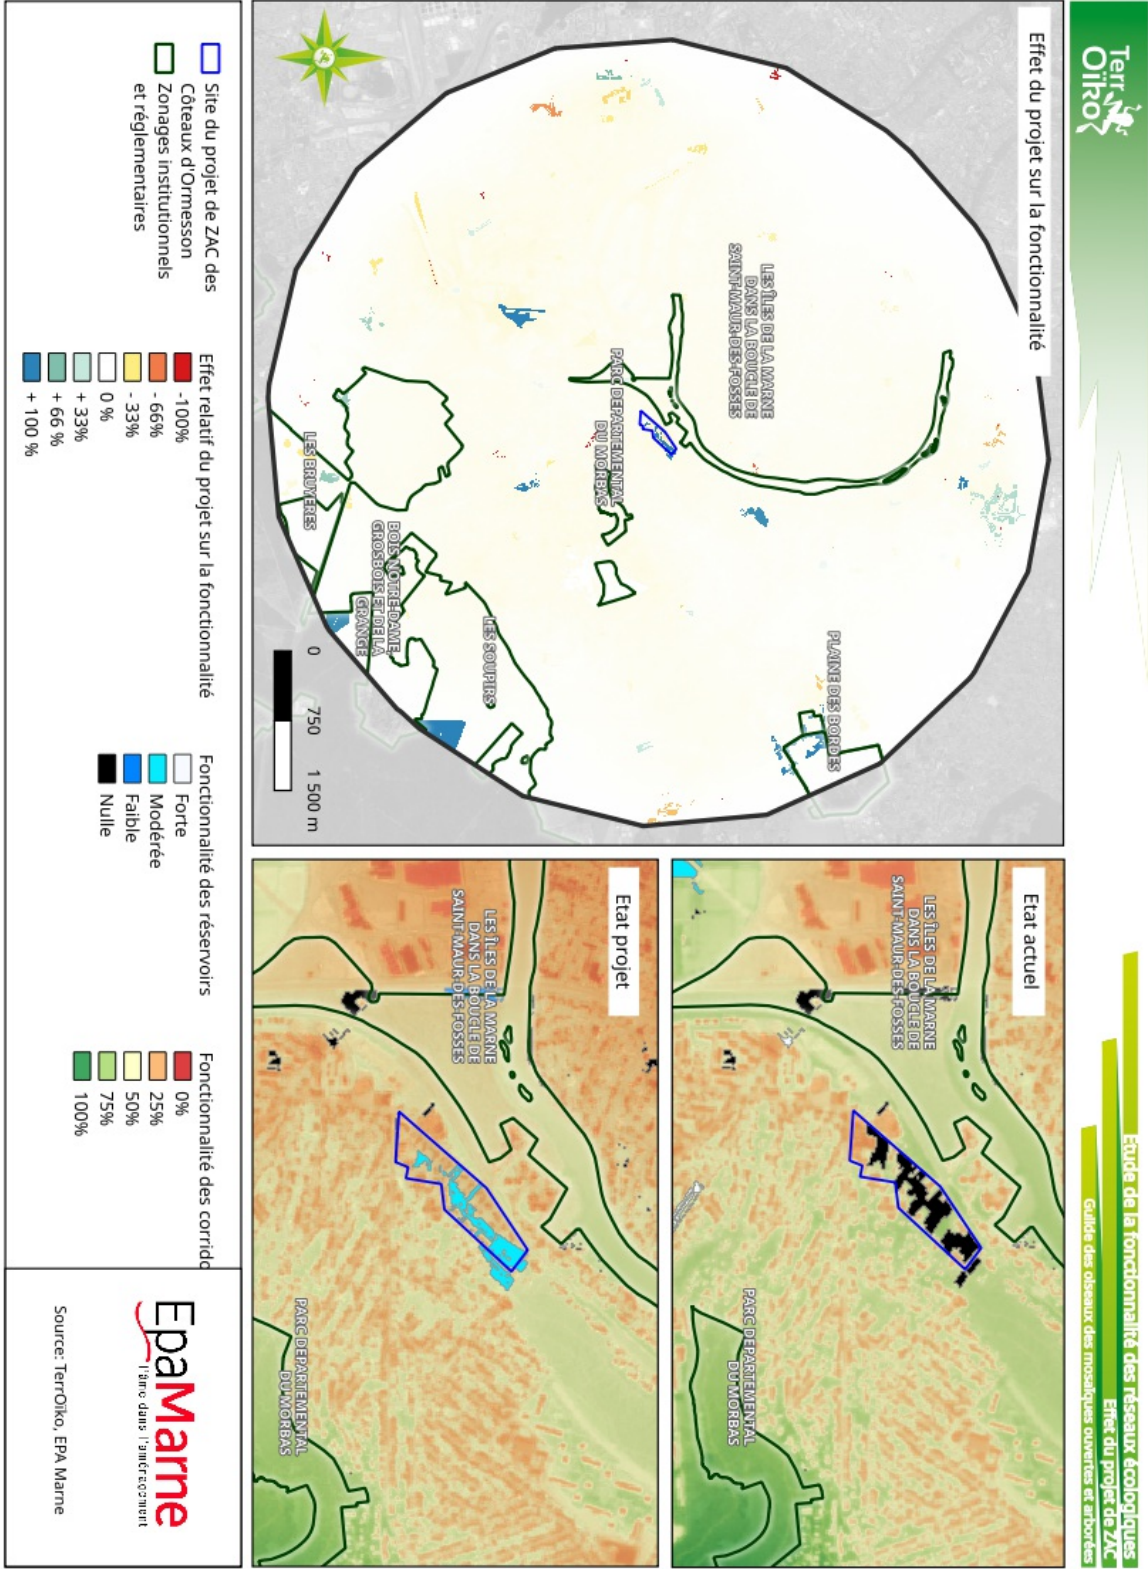 Terr
Oïko
Étude de la fonctionnalité des réseaux écologiques
Effet du projet de ZAC
Guilde des oiseaux des mosaïques ouvertes et arborées
Effet du projet sur la fonctionnalité
LES ÎLES DE LA MARNE
DANS LA BOUCLE DE
SAINT-MAUR-DES-FOSSES
PARC DEPARTEMENTAL
DU MORBAS
PLAINE DES BORDES
LES SOUPIRS
BOIS NOTRE-DAME,
GROSBOIS ET DE LA
GRANGE
LES BRUYERES
0 750 1 500 m
Etat actuel
LES ÎLES DE LA MARNE
DANS LA BOUCLE DE
SAINT-MAUR-DES-FOSSES
PARC DEPARTEMENTAL
DU MORBAS
Etat projet
LES ÎLES DE LA MARNE
DANS LA BOUCLE DE
SAINT-MAUR-DES-FOSSES
PARC DEPARTEMENTAL
DU MORBAS
Site du projet de ZAC des
Côteaux d'Ormesson
Zonages institutionnels
et réglementaires
Effet relatif du projet sur la fonctionnalité
-100%
- 66%
- 33%
0 %
+ 33%
+ 66 %
+ 100 %
Fonctionnalité des réservoirs
Forte
Modérée
Faible
Nulle
Fonctionnalité des corrido
0%
25%
50%
75%
100%
EpaMarne
l'âme dans l'aménagement
Source: TerrOïko, EPA Marne